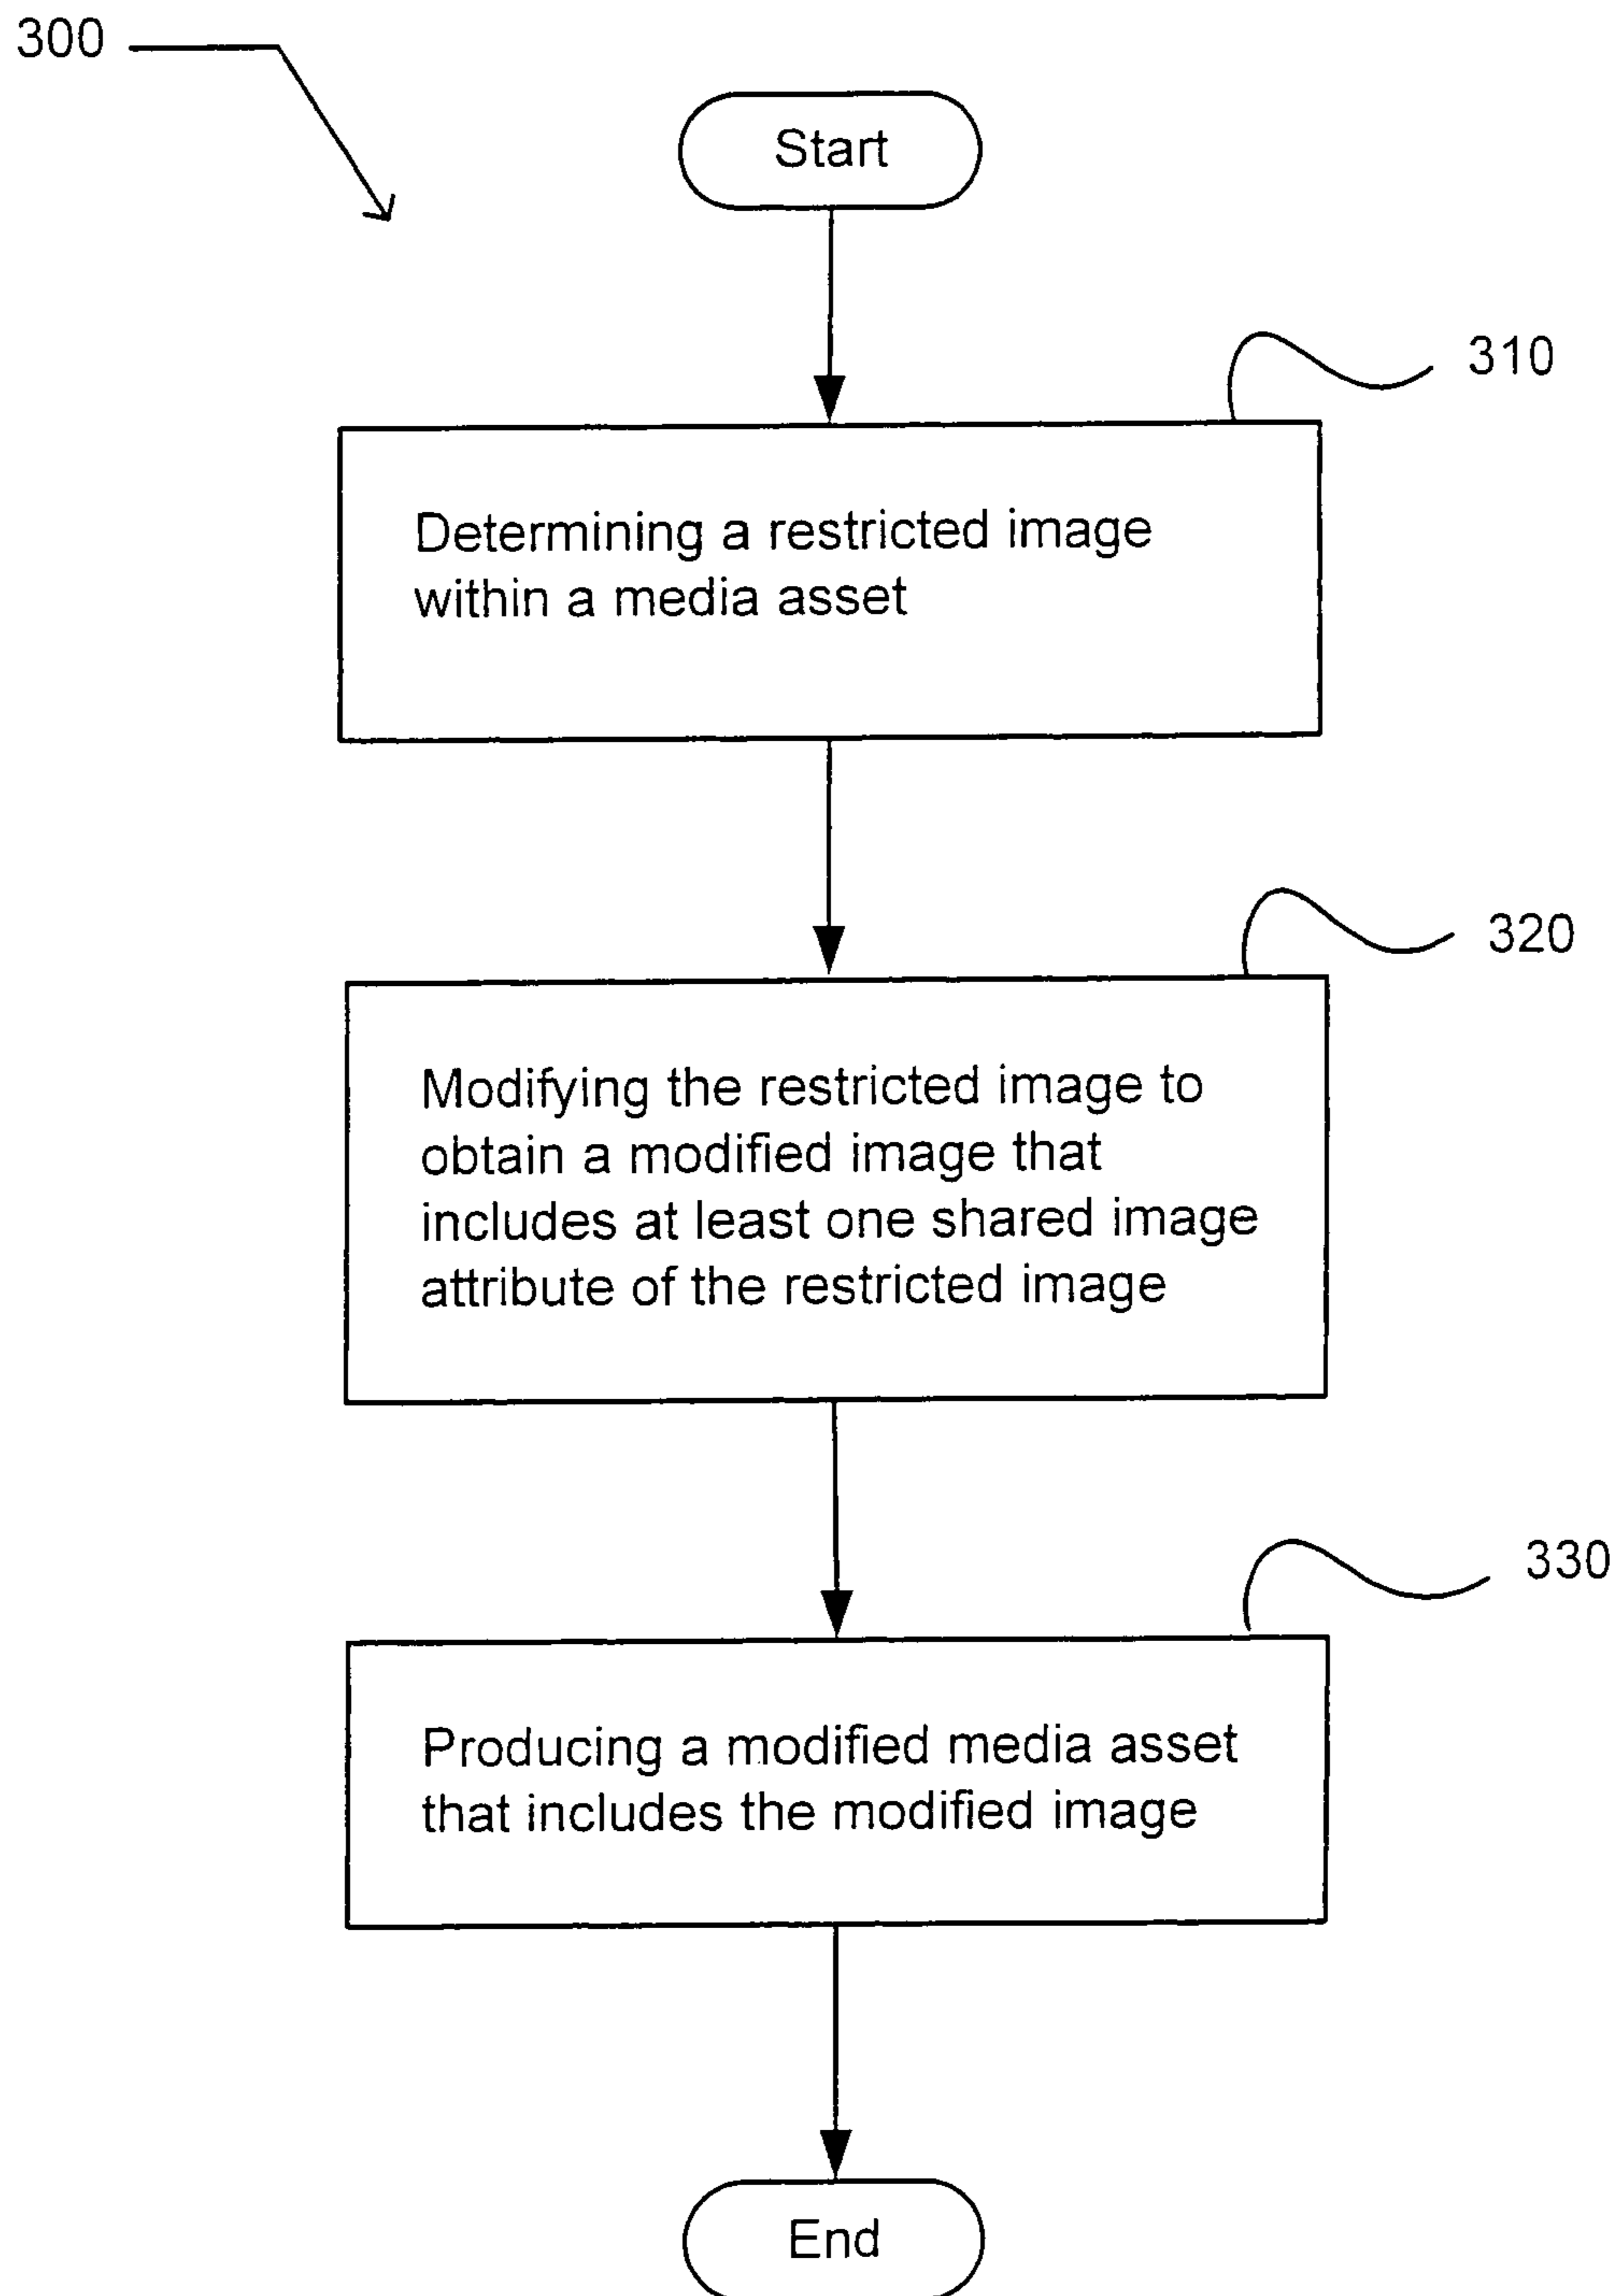 300
Start
310
Determining a restricted image
within a media asset
320
Modifying the restricted image to
obtain a modified image that
includes at least one shared image
attribute of the restricted image
330
Producing a modified media asset
that includes the modified image
End